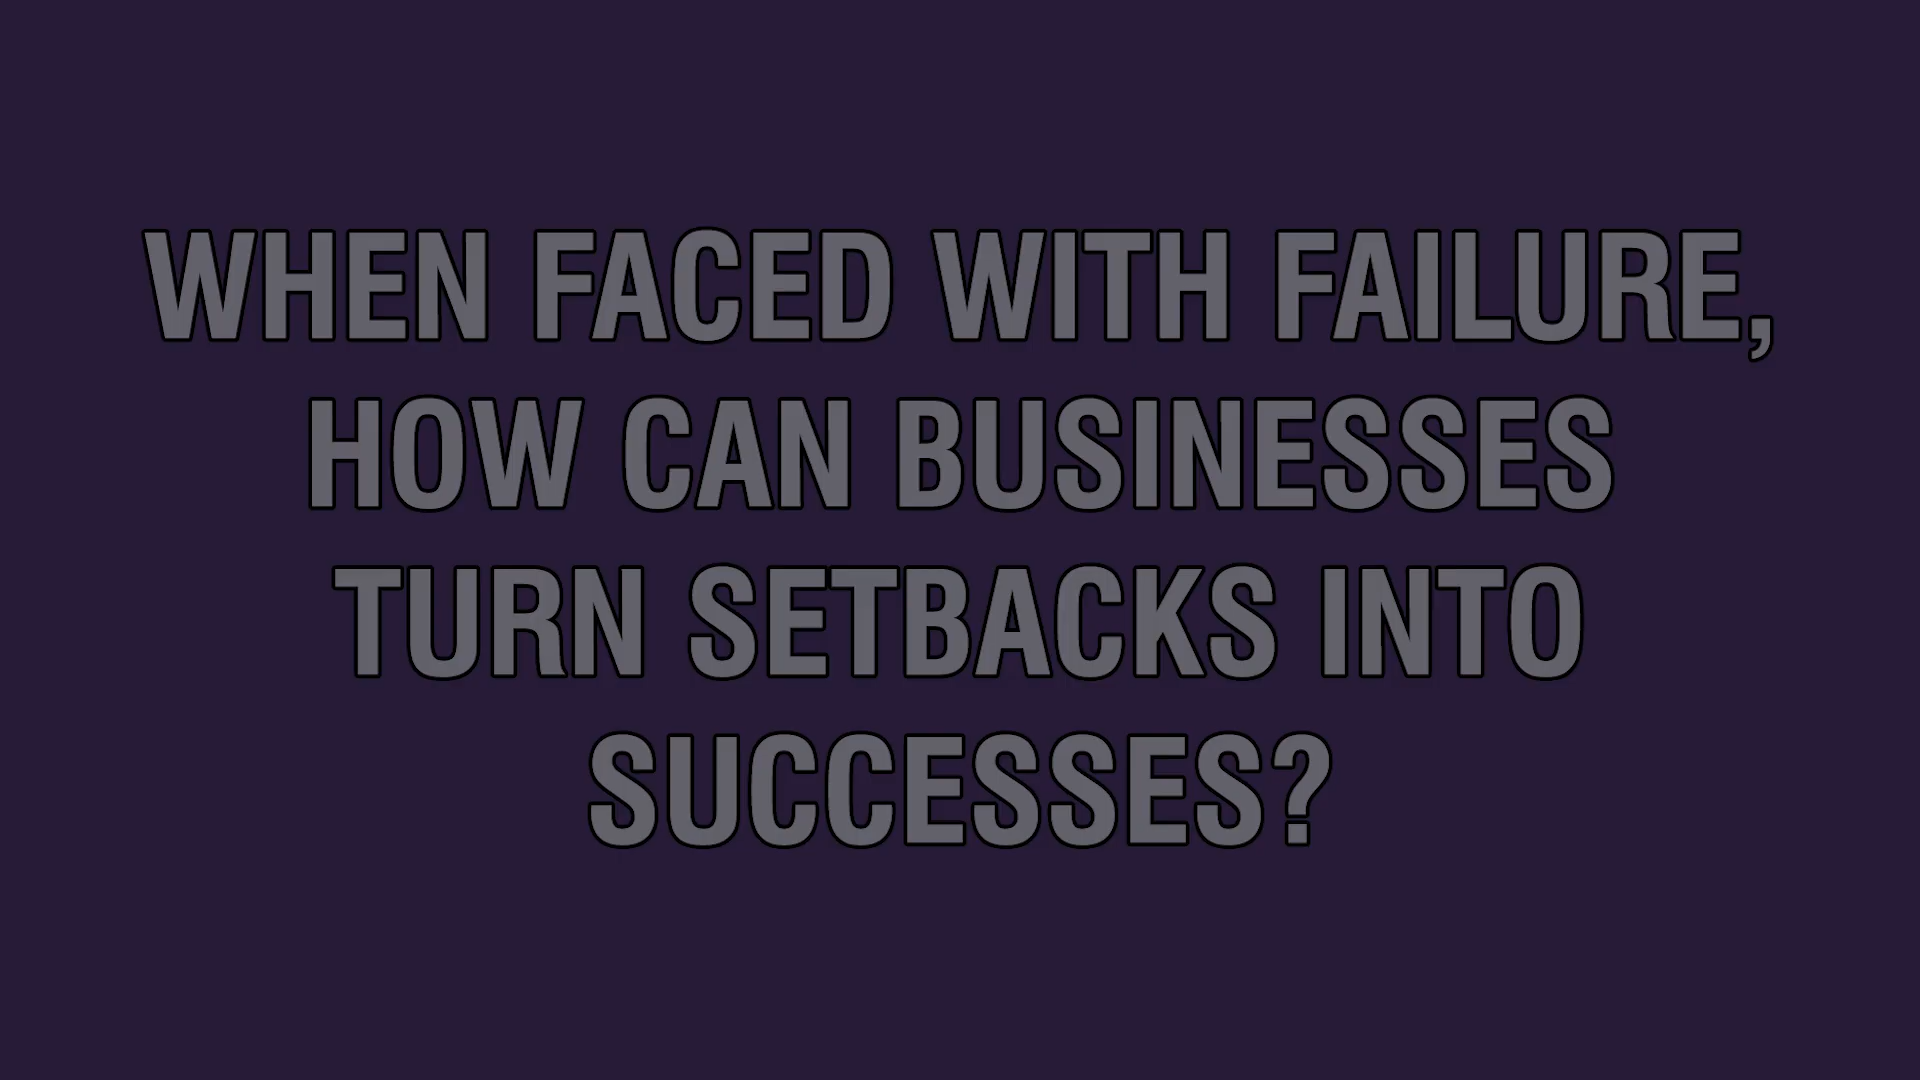 WHEN FACED WITH FAILURE,
HOW CAN BUSINESSES
TURN SETBACKS INTO
SUCCESSES?